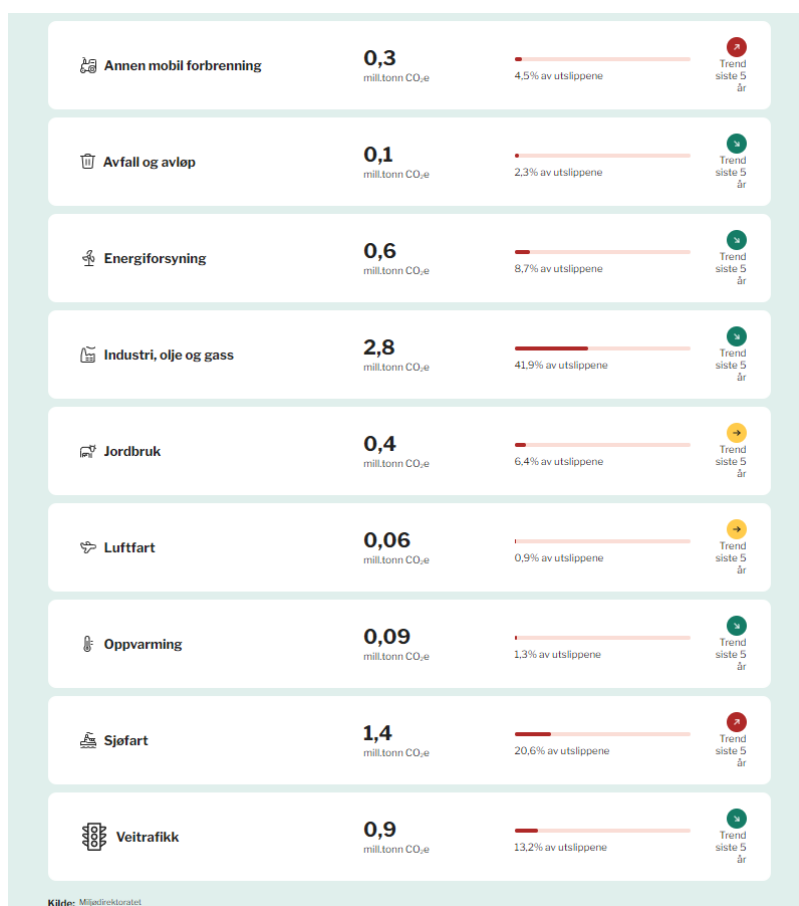 Annen mobil forbrenning
0,3
mill.tonn CO₂e
4,5% av utslippene
Trend
siste 5
år
Avfall og avløp
0,1
mill.tonn CO₂e
2,3% av utslippene
Trend
siste 5
år
Energiforsyning
0,6
mill.tonn CO₂e
8,7% av utslippene
Trend
siste 5
år
Industri, olje og gass
2,8
mill.tonn CO₂e
41,9% av utslippene
Trend
siste 5
år
Jordbruk
0,4
mill.tonn CO₂e
6,4% av utslippene
Trend
siste 5
år
Luftfart
0,06
mill.tonn CO₂e
0,9% av utslippene
Trend
siste 5
år
Oppvarming
0,09
mill.tonn CO₂e
1,3% av utslippene
Trend
siste 5
år
Sjøfart
1,4
mill.tonn CO₂e
20,6% av utslippene
Trend
siste 5
år
Veitrafikk
0,9
mill.tonn CO₂e
13,2% av utslippene
Trend
siste 5
år
Kilde: Miljødirektoratet